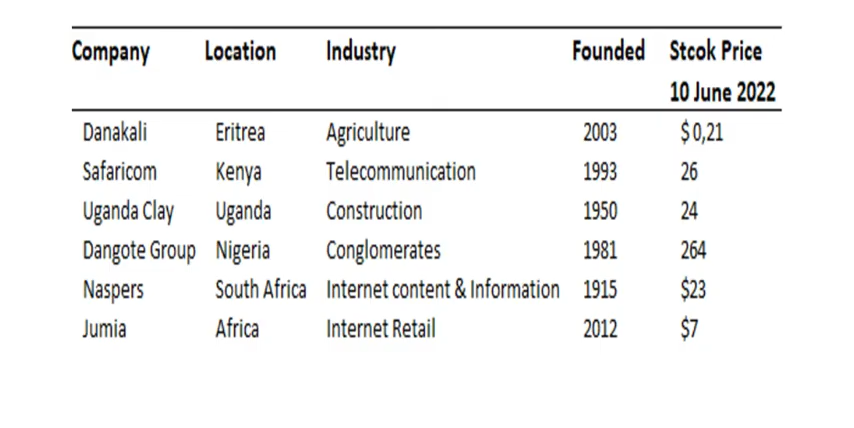 Company Location Industry Founded Stcok Price
10 June 2022
Danakali Eritrea Agriculture 2003 $ 0,21
Safaricom Kenya Telecommunication 1993 26
Uganda Clay Uganda Construction 1950 24
Dangote Group Nigeria Conglomerates 1981 264
Naspers South Africa Internet content & Information 1915 $23
Jumia Africa Internet Retail 2012 $7